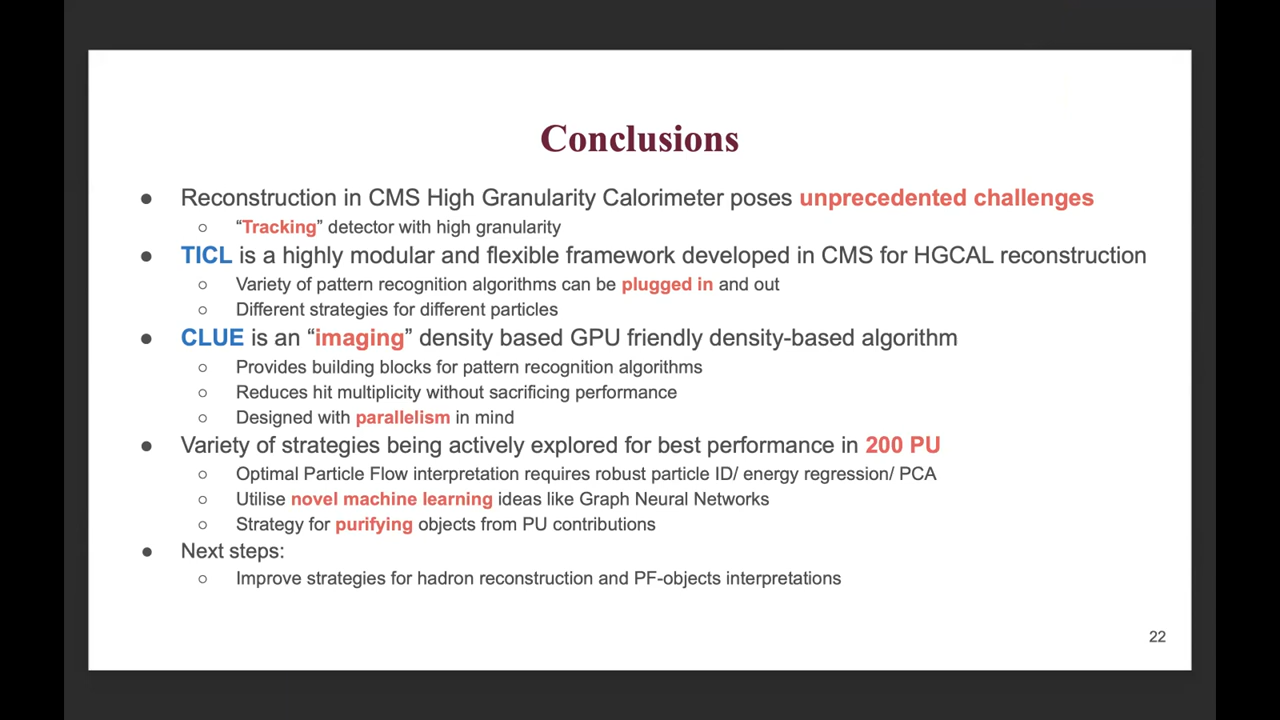 Conclusions
● Reconstruction in CMS High Granularity Calorimeter poses unprecedented challenges
○ “Tracking” detector with high granularity
● TICL is a highly modular and flexible framework developed in CMS for HGCAL reconstruction
○ Variety of pattern recognition algorithms can be plugged in and out
○ Different strategies for different particles
● CLUE is an “imaging” density based GPU friendly density-based algorithm
○ Provides building blocks for pattern recognition algorithms
○ Reduces hit multiplicity without sacrificing performance
○ Designed with parallelism in mind
● Variety of strategies being actively explored for best performance in 200 PU
○ Optimal Particle Flow interpretation requires robust particle ID/ energy regression/ PCA
○ Utilise novel machine learning ideas like Graph Neural Networks
○ Strategy for purifying objects from PU contributions
● Next steps:
○ Improve strategies for hadron reconstruction and PF-objects interpretations
22